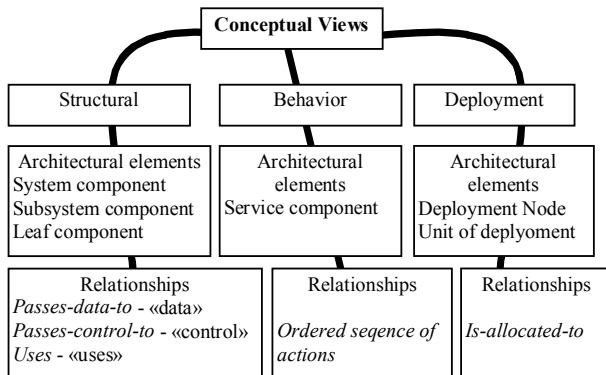 Conceptual Views
Structural
Behavior
Deployment
Architectural elements
System component
Subsystem component
Leaf component
Architectural
elements
Service component
Architectural
elements
Deployment Node
Unit of deplyoment
Relationships
Passes-data-to - «data»
Passes-control-to - «control»
Uses - «uses»
Relationships
Ordered seqence of
actions
Relationships
Is-allocated-to